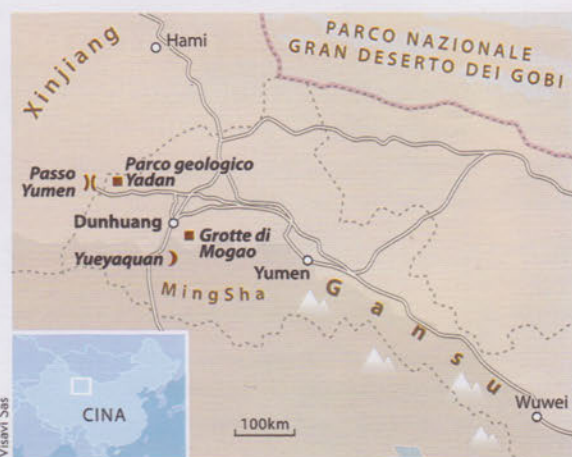 Hami
Xinjiang
PARCO NAZIONALE
GRAN DESERTO DEI GOBI
Passo
Yumen
Parco geologico
Yadan
Dunhuang
Grotte di
Mogao
Yueyaquan
Yumen
MingSha
Gansu
Wuwei
CINA
100km
Visavì Sas